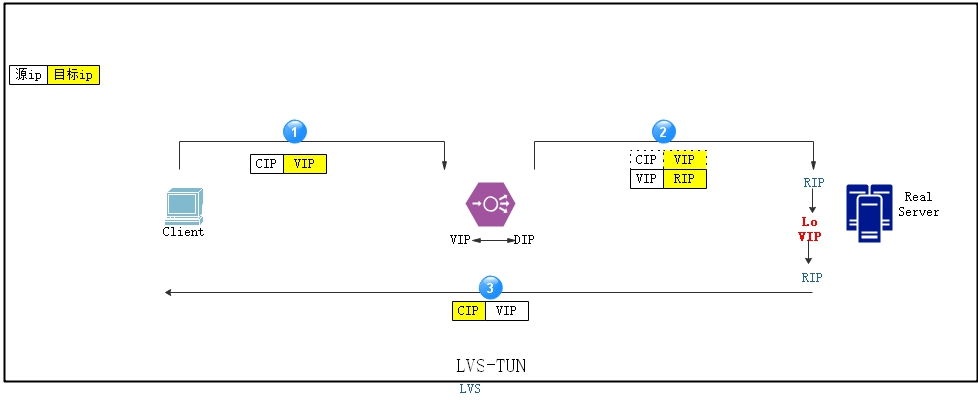 源ip 目标ip
1
2
CIP VIP
CIP VIP
VIP RIP
RIP
Real
Server
Lo
VIP
Client
VIP DIP
RIP
3
CIP VIP
LVS-TUN
LVS